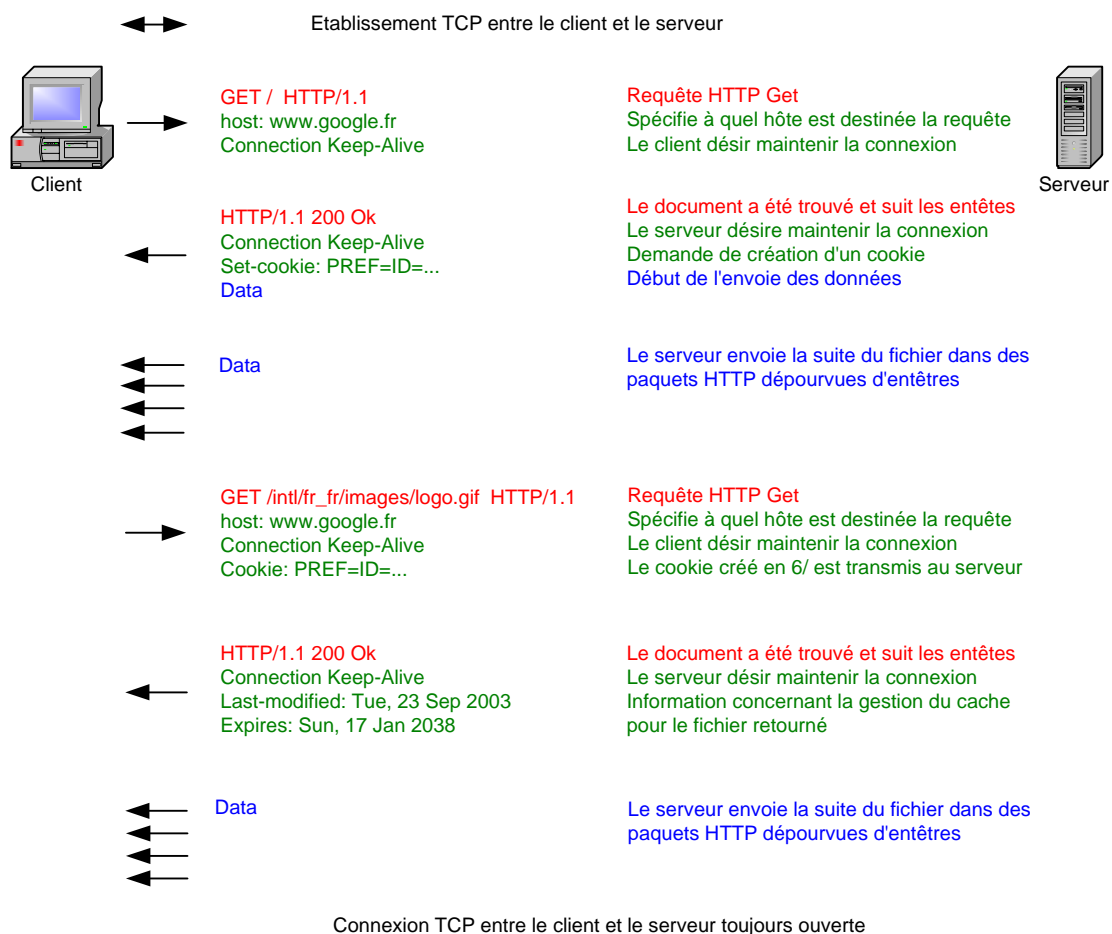 Etablissement TCP entre le client et le serveur
Client
Serveur
GET / HTTP/1.1
host: www.google.fr
Connection Keep-Alive
Requête HTTP Get
Spécifie à quel hôte est destinée la requête
Le client désir maintenir la connexion
HTTP/1.1 200 Ok
Connection Keep-Alive
Set-cookie: PREF=ID=...
Data
Le document a été trouvé et suit les entêtes
Le serveur désire maintenir la connexion
Demande de création d'un cookie
Début de l'envoie des données
Data
Le serveur envoie la suite du fichier dans des
paquets HTTP dépourvues d'entêtres
GET /intl/fr_fr/images/logo.gif HTTP/1.1
host: www.google.fr
Connection Keep-Alive
Cookie: PREF=ID=...
Requête HTTP Get
Spécifie à quel hôte est destinée la requête
Le client désir maintenir la connexion
Le cookie créé en 6/ est transmis au serveur
HTTP/1.1 200 Ok
Connection Keep-Alive
Last-modified: Tue, 23 Sep 2003
Expires: Sun, 17 Jan 2038
Le document a été trouvé et suit les entêtes
Le serveur désir maintenir la connexion
Information concernant la gestion du cache
pour le fichier retourné
Data
Le serveur envoie la suite du fichier dans des
paquets HTTP dépourvues d'entêtres
Connexion TCP entre le client et le serveur toujours ouverte